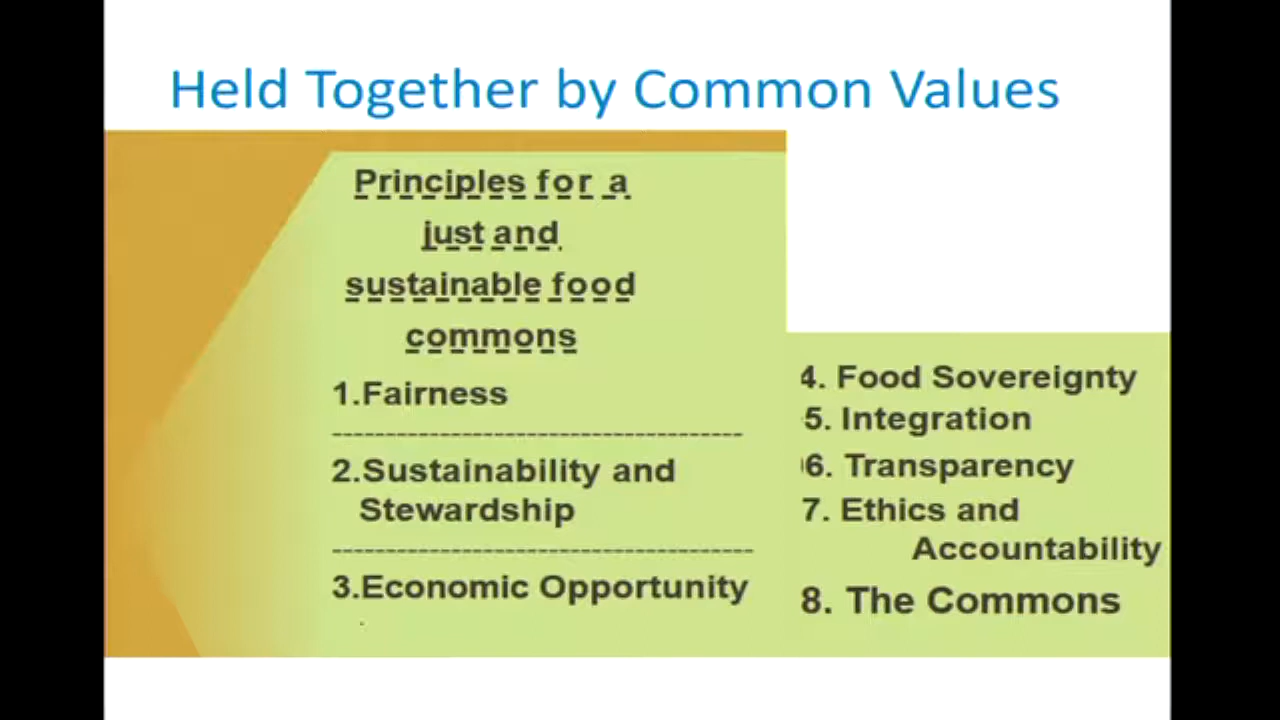 Held Together by Common Values
Principles for a
just and
sustainable food
commons
1.Fairness
--------------------------------------
2.Sustainability and
Stewardship
---------------------------------------
3.Economic Opportunity
4. Food Sovereignty
5. Integration
6. Transparency
7. Ethics and
Accountability
8. The Commons